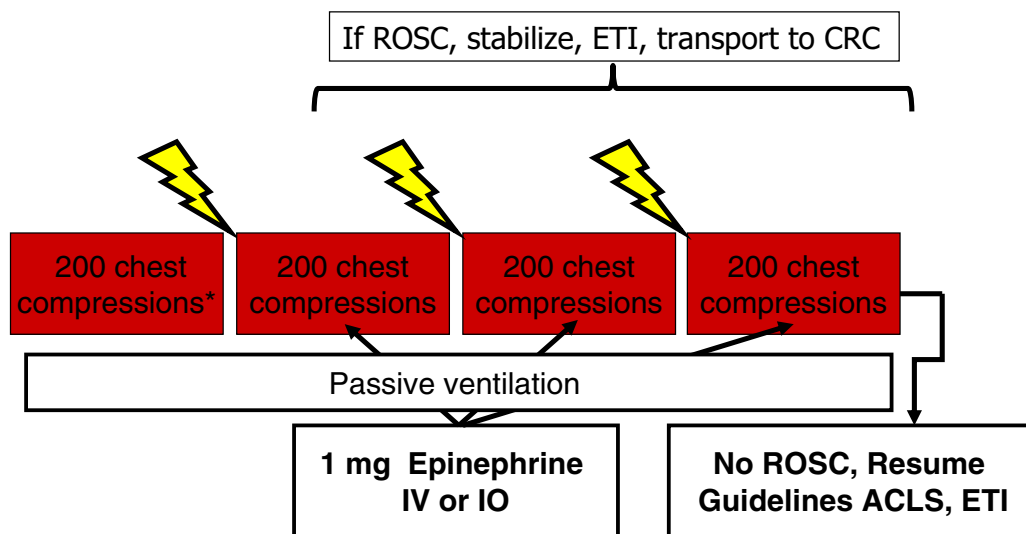 If ROSC, stabilize, ETI, transport to CRC
200 chest
compressions*
200 chest
compressions
200 chest
compressions
200 chest
compressions
Passive ventilation
1 mg Epinephrine
IV or IO
No ROSC, Resume
Guidelines ACLS, ETI